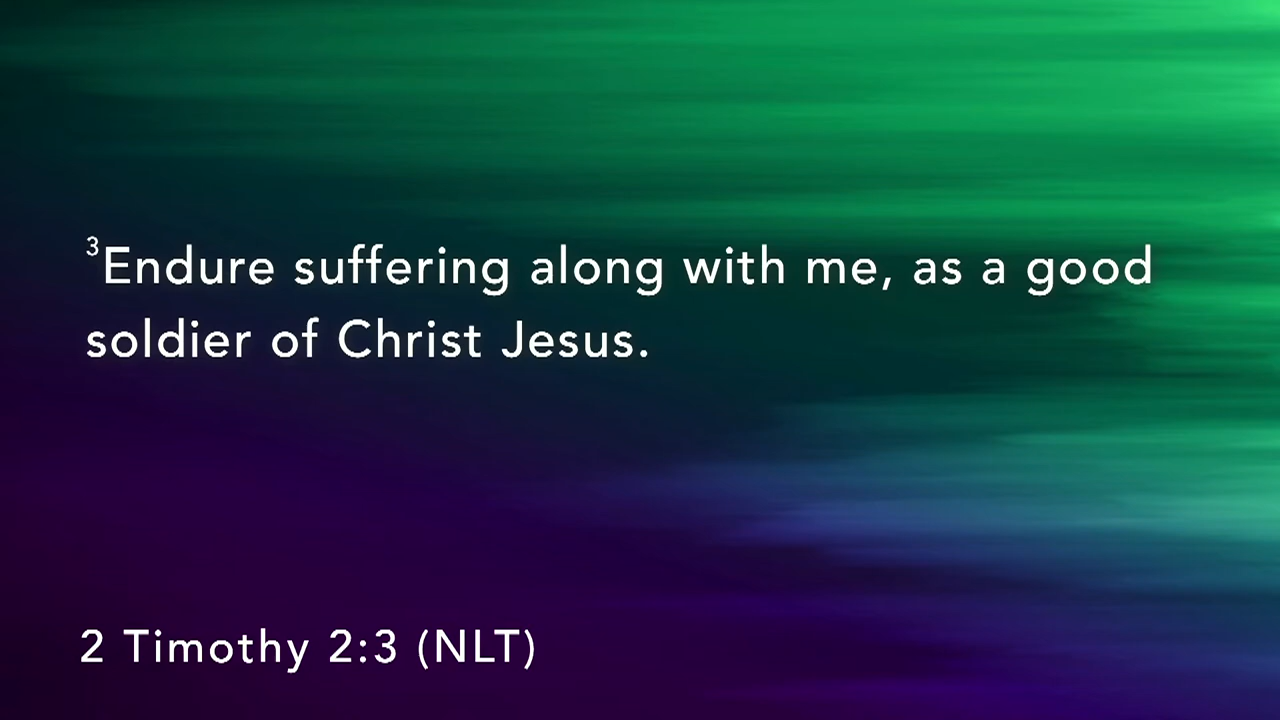 ³Endure suffering along with me, as a good
soldier of Christ Jesus.
2 Timothy 2:3 (NLT)